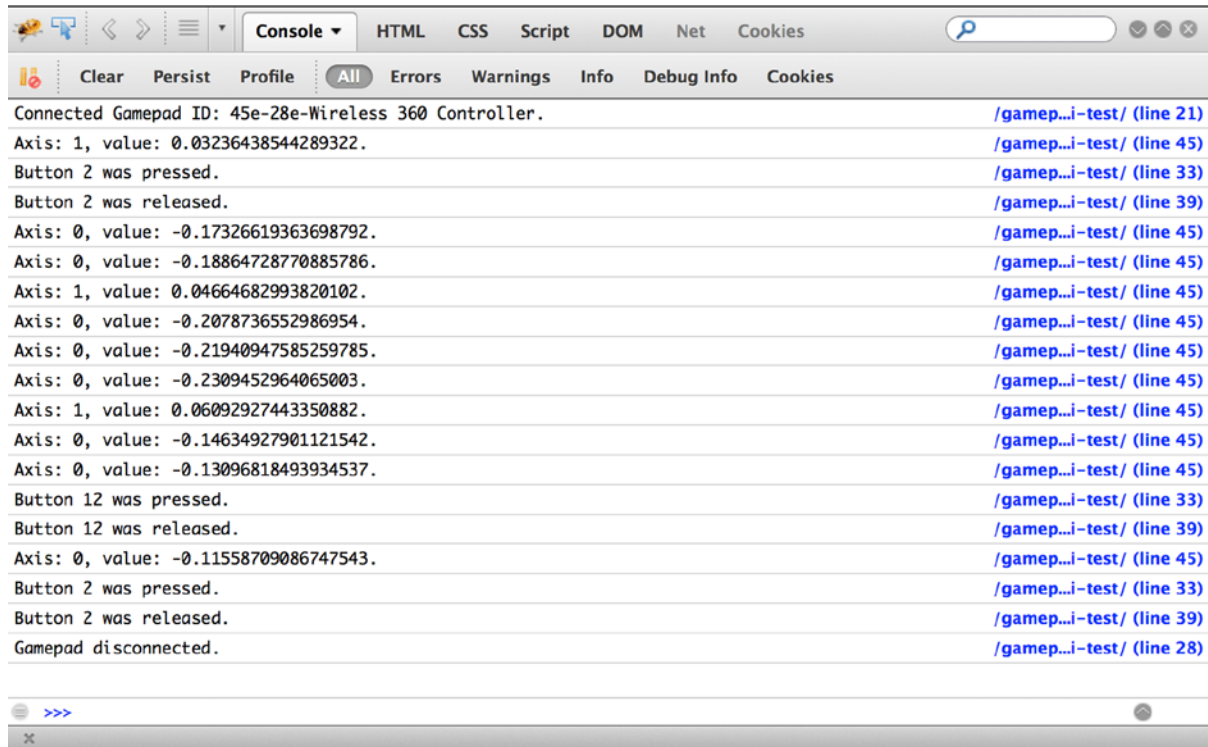 Console HTML CSS Script DOM Net Cookies
Clear Persist Profile All Errors Warnings Info Debug Info Cookies
Connected Gamepad ID: 45e-28e-Wireless 360 Controller. /gamep...i-test/ (line 21)
Axis: 1, value: 0.03236438544289322. /gamep...i-test/ (line 45)
Button 2 was pressed. /gamep...i-test/ (line 33)
Button 2 was released. /gamep...i-test/ (line 39)
Axis: 0, value: -0.17326619363698792. /gamep...i-test/ (line 45)
Axis: 0, value: -0.18864728770885786. /gamep...i-test/ (line 45)
Axis: 1, value: 0.04664682993820102. /gamep...i-test/ (line 45)
Axis: 0, value: -0.2078736552986954. /gamep...i-test/ (line 45)
Axis: 0, value: -0.21940947585259785. /gamep...i-test/ (line 45)
Axis: 0, value: -0.2309452964065003. /gamep...i-test/ (line 45)
Axis: 1, value: 0.06092927443350882. /gamep...i-test/ (line 45)
Axis: 0, value: -0.14634927901121542. /gamep...i-test/ (line 45)
Axis: 0, value: -0.13096818493934537. /gamep...i-test/ (line 45)
Button 12 was pressed. /gamep...i-test/ (line 33)
Button 12 was released. /gamep...i-test/ (line 39)
Axis: 0, value: -0.11558709086747543. /gamep...i-test/ (line 45)
Button 2 was pressed. /gamep...i-test/ (line 33)
Button 2 was released. /gamep...i-test/ (line 39)
Gamepad disconnected. /gamep...i-test/ (line 28)
>>>